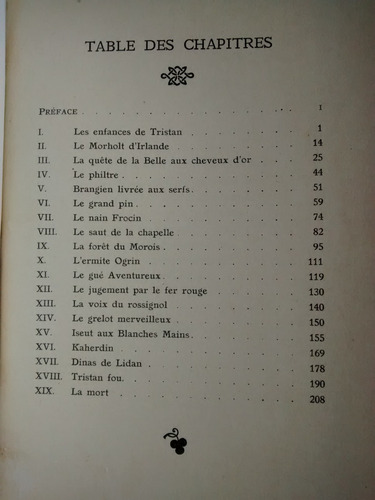 TABLE DES CHAPITRES
PRÉFACE . . . . . . . . . . I
I. Les enfances de Tristan . . . . . . 1
II. Le Morholt d'Irlande . . . . . . . 14
III. La quête de la Belle aux cheveux d'or . . . 25
IV. Le philtre . . . . . . . . . 44
V. Brangien livrée aux serfs . . . . . . 51
VI. Le grand pin . . . . . . . . 59
VII. Le nain Frocin . . . . . . . . 74
VIII. Le saut de la chapelle . . . . . . 82
IX. La forêt du Morois . . . . . . . 95
X. L'ermite Ogrin . . . . . . . . 111
XI. Le gué Aventureux . . . . . . . 119
XII. Le jugement par le fer rouge . . . . . 130
XIII. La voix du rossignol . . . . . . . 140
XIV. Le grelot merveilleux . . . . . . . 150
XV. Iseut aux Blanches Mains . . . . . . 155
XVI. Kaherdin . . . . . . . . . 169
XVII. Dinas de Lidan . . . . . . . . 178
XVIII. Tristan fou . . . . . . . . . 190
XIX. La mort . . . . . . . . . 208